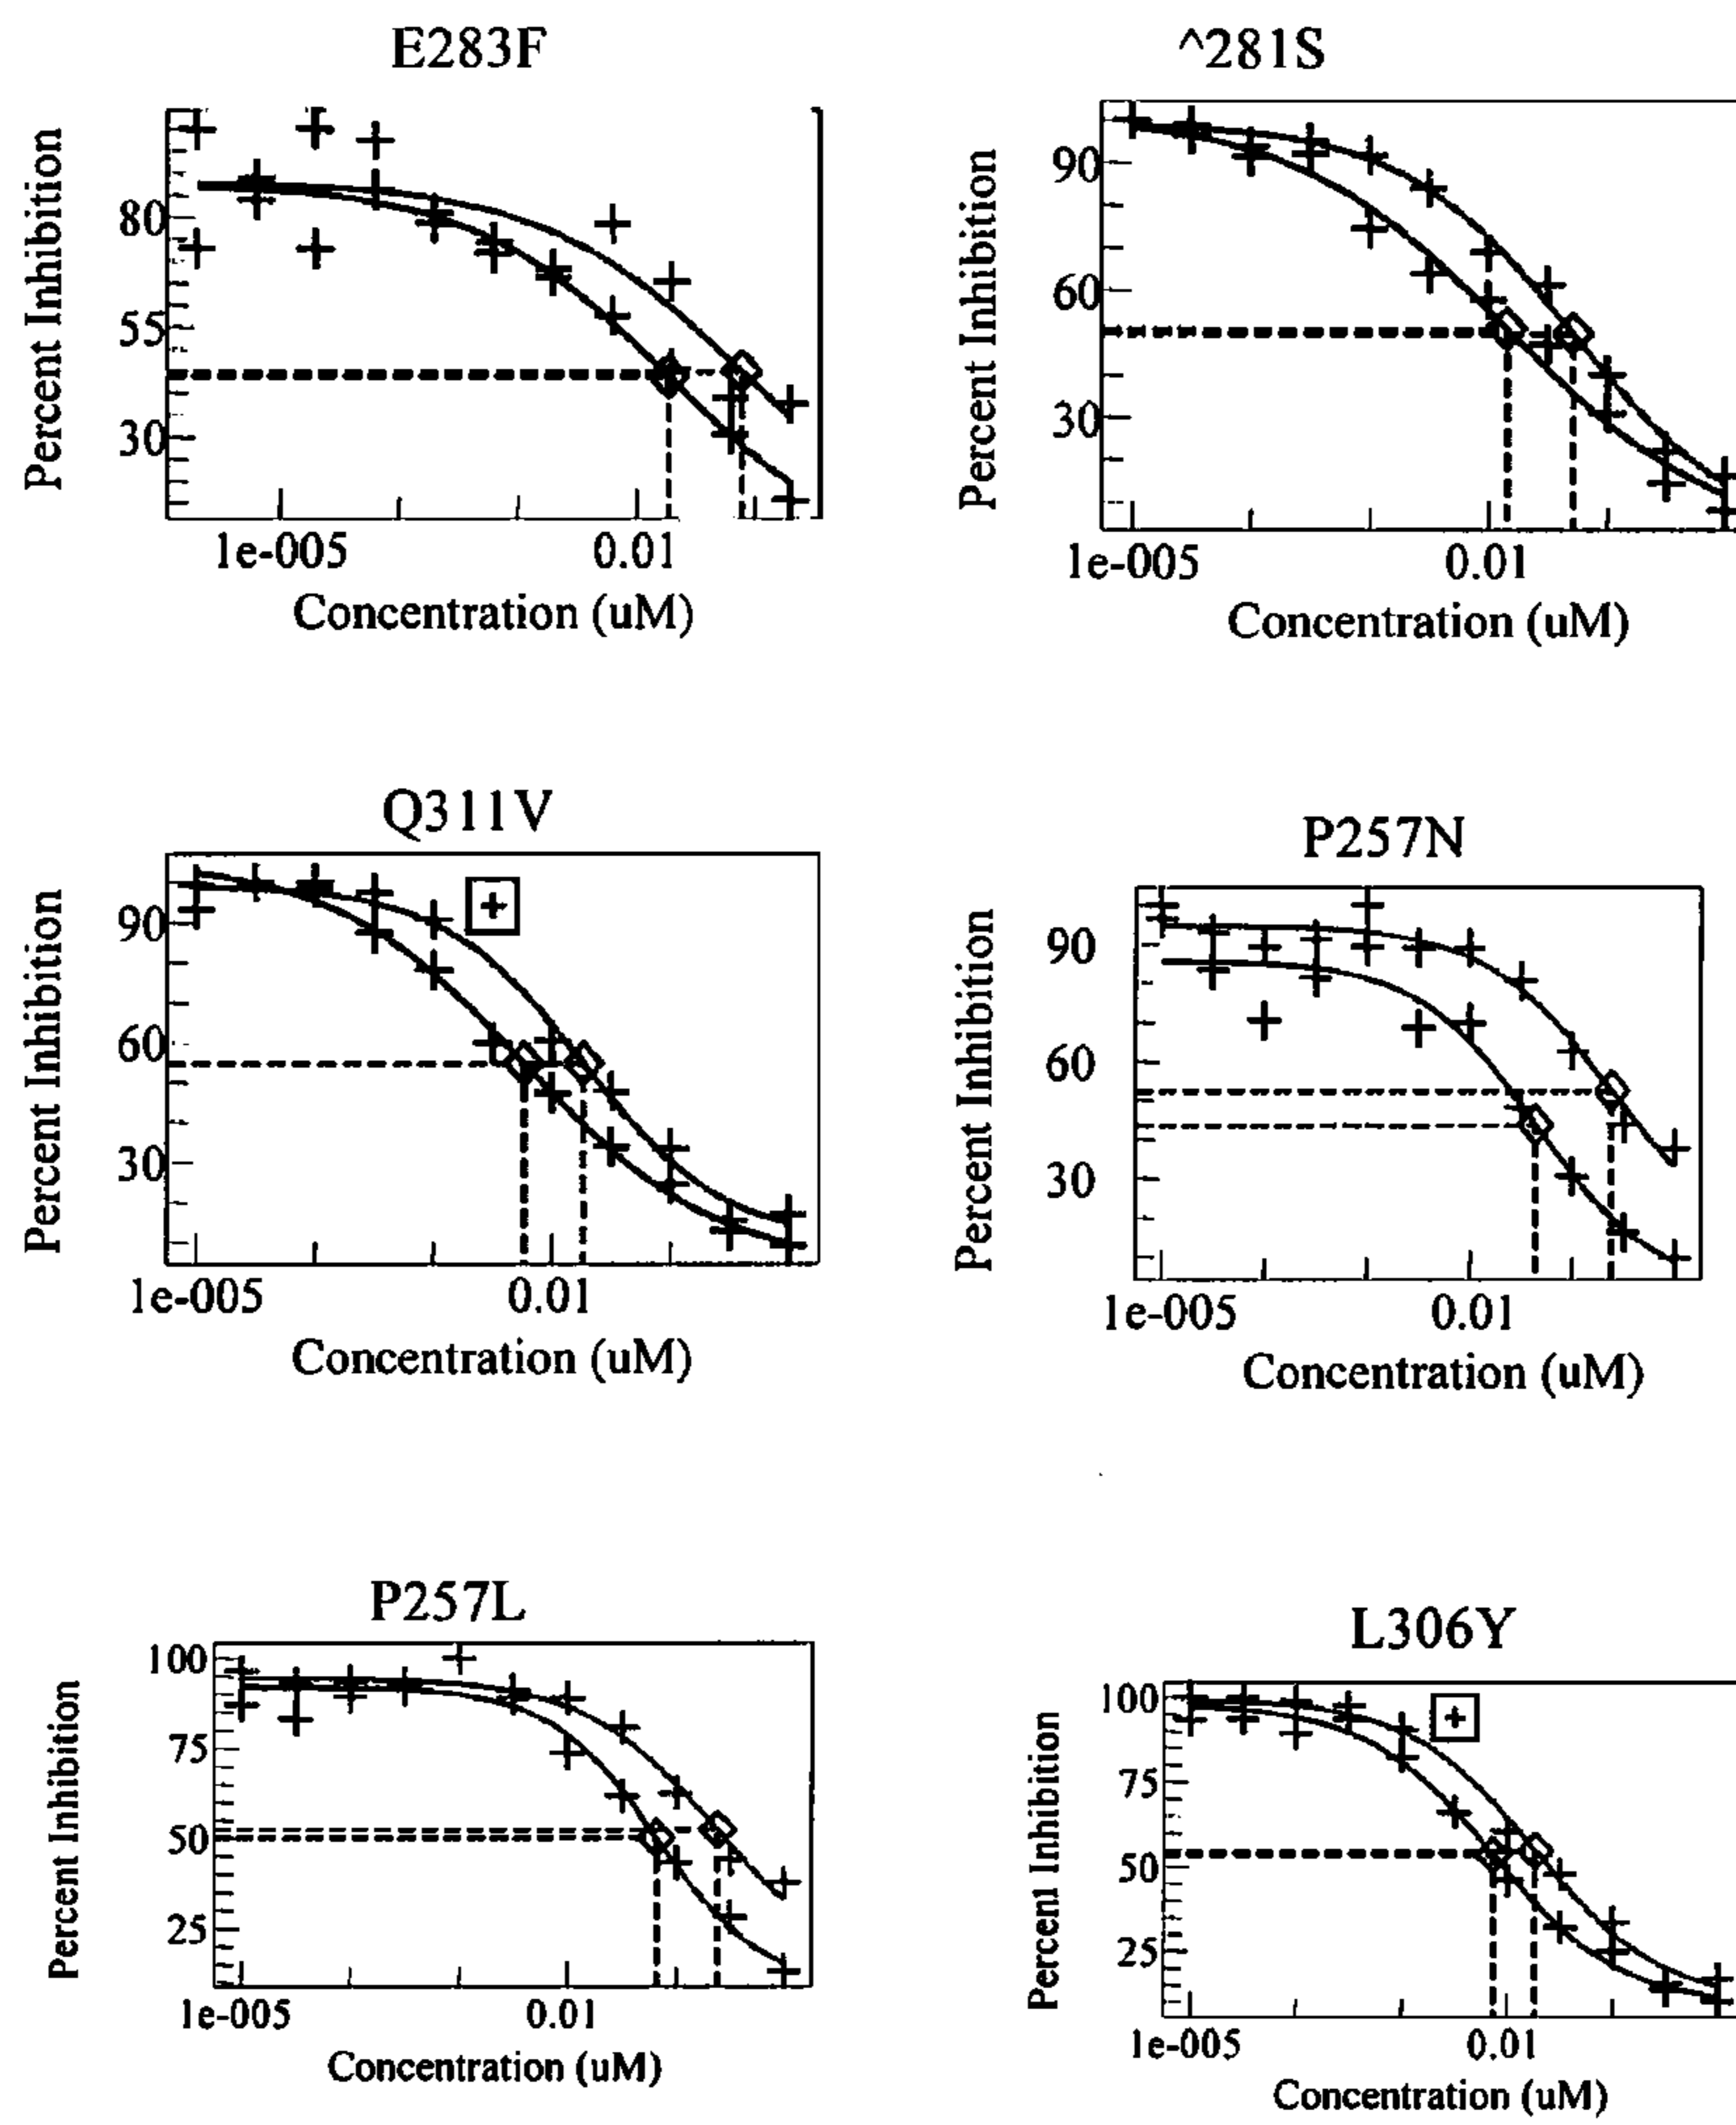 E283F
Percent Inhibition
80
55
30
1e-005
0.01
Concentration (uM)
^281S
Percent Inhibition
90
60
30
1e-005
0.01
Concentration (uM)
Q311V
Percent Inhibition
90
60
30
1e-005
0.01
Concentration (uM)
P257N
Percent Inhibition
90
60
30
1e-005
0.01
Concentration (uM)
P257L
Percent Inhibition
100
75
50
25
1e-005
0.01
Concentration (uM)
L306Y
Percenl Inhibition
100
75
50
25
1e-005
0.01
Concentration (uM)